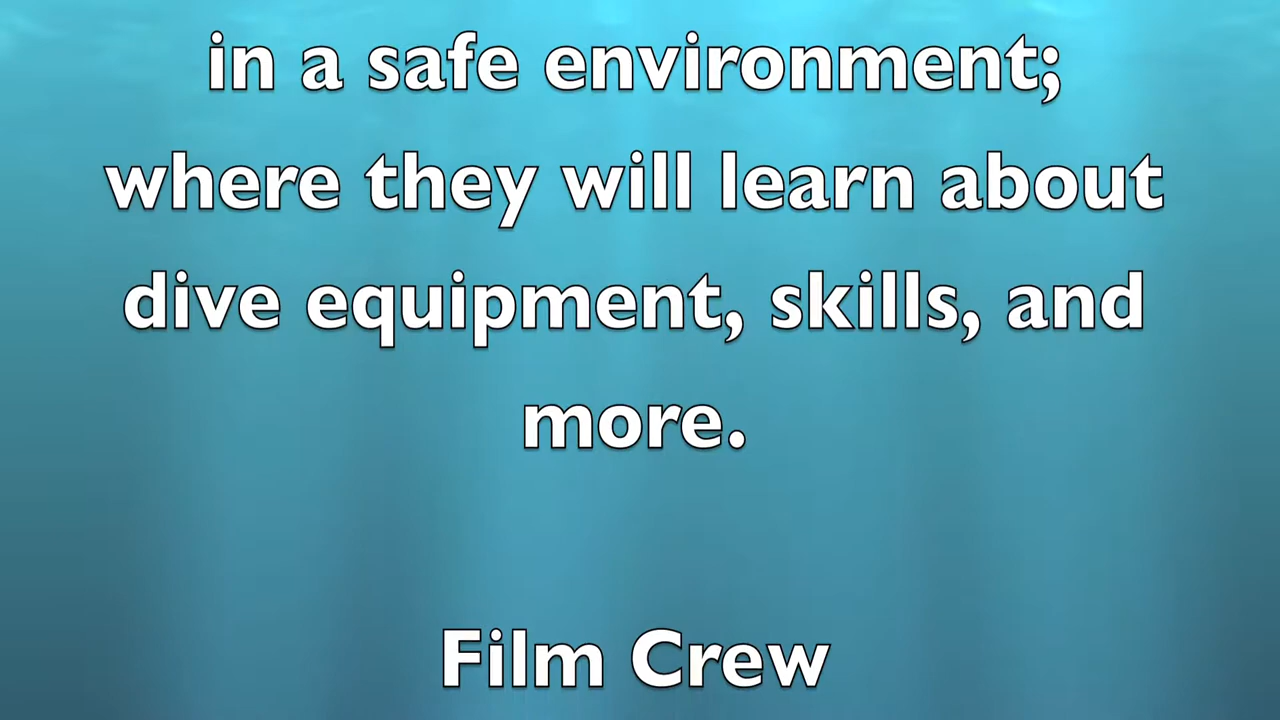 in a safe environment;
where they will learn about
dive equipment, skills, and
more.
Film Crew